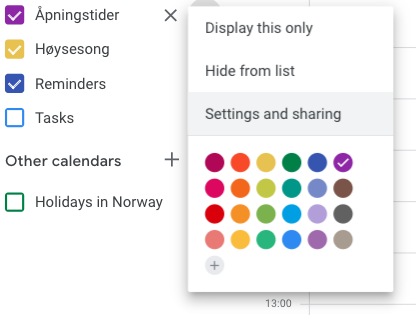 Åpningstider
Høysesong
Reminders
Tasks
Other calendars
Holidays in Norway
Display this only
Hide from list
Settings and sharing
13:00